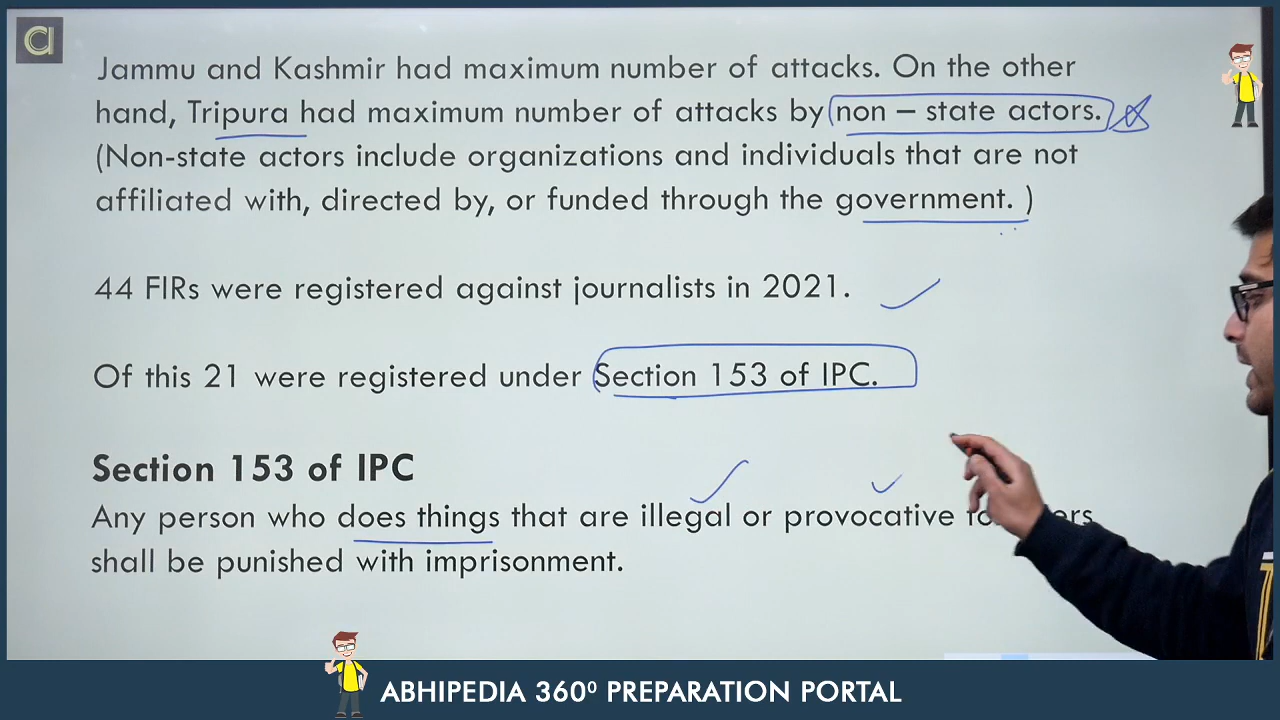 Jammu and Kashmir had maximum number of attacks. On the other
hand, Tripura had maximum number of attacks by non – state actors.
(Non-state actors include organizations and individuals that are not
affiliated with, directed by, or funded through the government. )
44 FIRs were registered against journalists in 2021.
Of this 21 were registered under Section 153 of IPC.
Section 153 of IPC
Any person who does things that are illegal or provocative
shall be punished with imprisonment.
ABHIPEDIA 360⁰ PREPARATION PORTAL